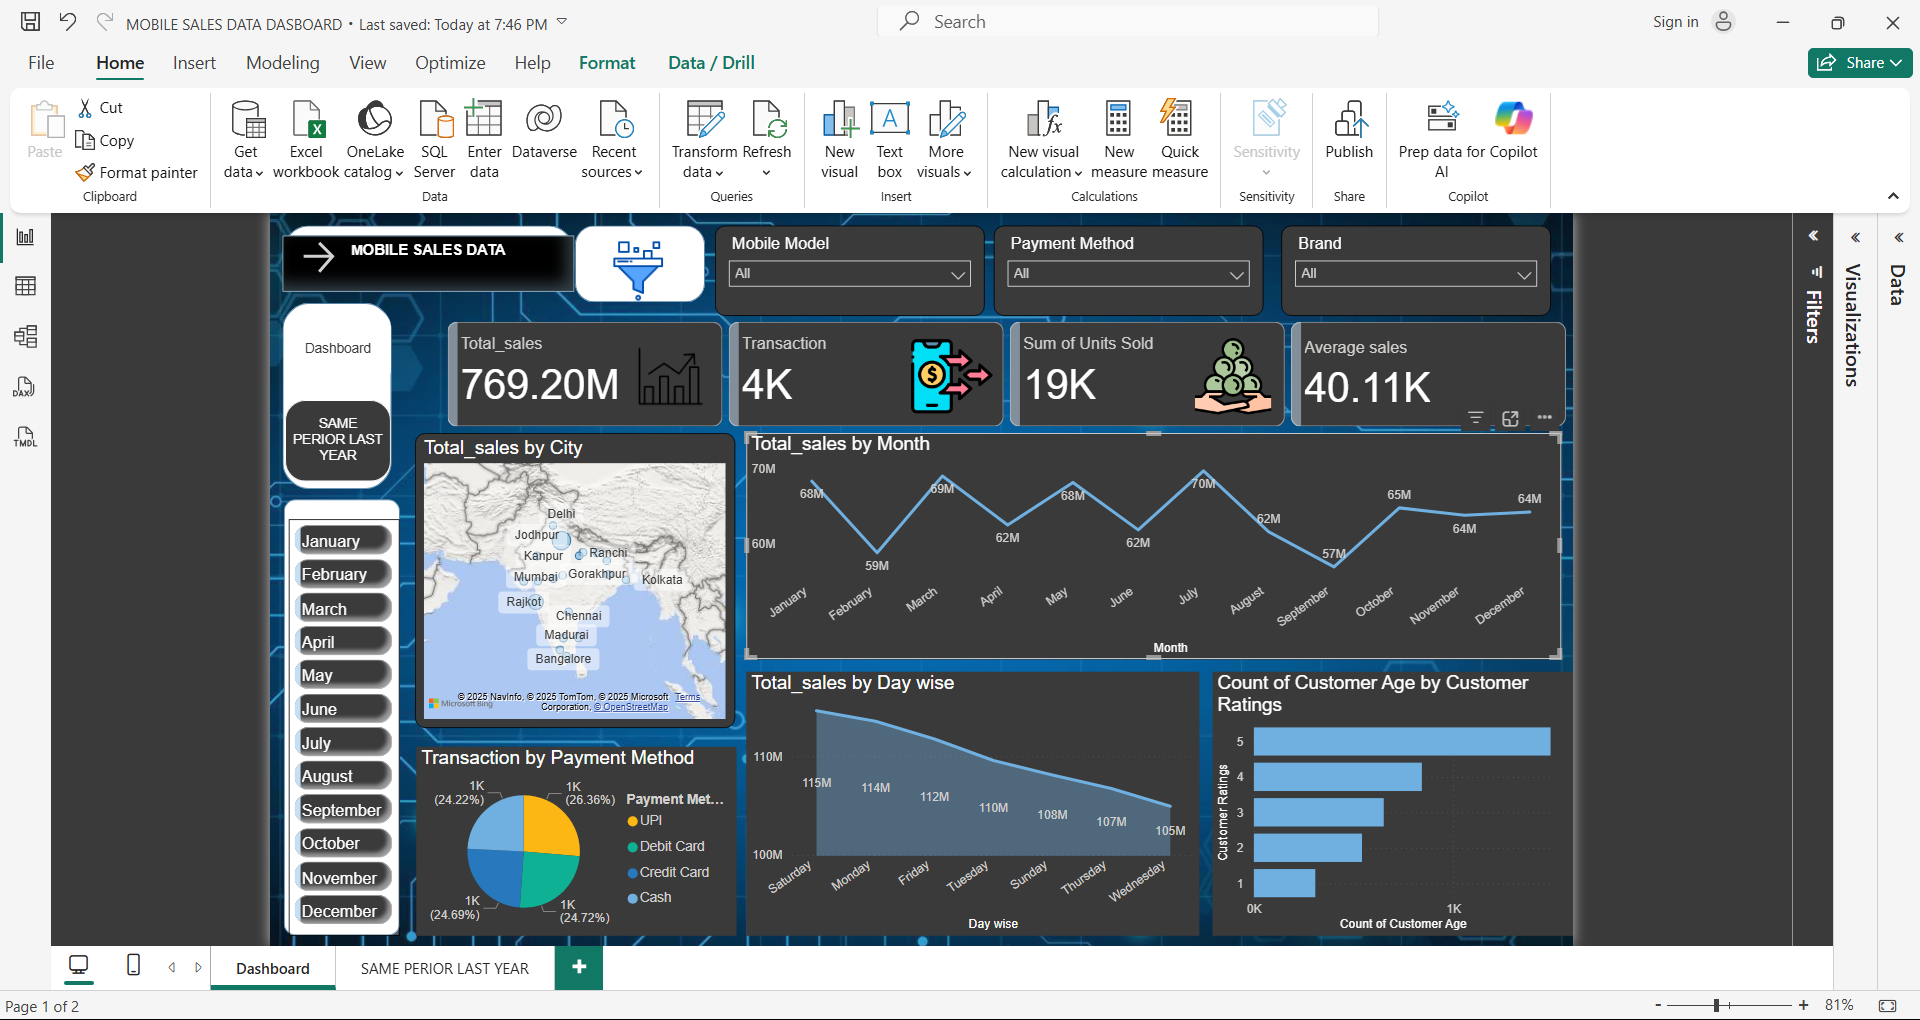 MOBILE SALES DATA DASBOARD • Last saved: Today at 7:46 PM
Search
Sign in
File Home Insert Modeling View Optimize Help Format Data / Drill
Share
Paste
Cut
Copy
Format painter
Clipboard
Get data
Excel workbook
OneLake catalog
SQL Server
Enter data
Dataverse
Recent sources
Data
Transform data
Refresh
Queries
New visual
Text box
More visuals
Insert
New visual calculation
New measure
Quick measure
Calculations
Sensitivity
Sensitivity
Publish
Share
Prep data for AI
Copilot
Copilot
DAX
TMDL
MOBILE SALES DATA
Mobile Model
All
Payment Method
All
Brand
All
Filters
Visualizations
Data
Dashboard
SAME
PERIOR LAST
YEAR
Total_sales
769.20M
Transaction
4K
Sum of Units Sold
19K
Average sales
40.11K
January
February
March
April
May
June
July
August
September
October
November
December
Total_sales by City
Delhi
Jodhpur
Kanpur
Ranchi
Mumbai
Gorakhpur
Kolkata
Rajkot
Chennai
Madurai
Bangalore
Microsoft Bing
© 2025 NavInfo, © 2025 TomTom, © 2025 Microsoft Terms
Corporation, © OpenStreetMap
Total_sales by Month
70M
60M
68M
59M
69M
62M
68M
62M
70M
62M
57M
65M
64M
64M
January
February
March
April
May
June
July
August
September
October
November
December
Month
Transaction by Payment Method
1K
(24.22%)
1K
(26.36%)
1K
(24.69%)
1K
(24.72%)
Payment Met...
UPI
Debit Card
Credit Card
Cash
Total_sales by Day wise
110M
100M
115M
114M
112M
110M
108M
107M
105M
Saturday
Monday
Friday
Tuesday
Sunday
Thursday
Wednesday
Day wise
Count of Customer Age by Customer
Ratings
Customer Ratings
5
4
3
2
1
0K
1K
Count of Customer Age
Dashboard
SAME PERIOR LAST YEAR
+
Page 1 of 2
- + 81%